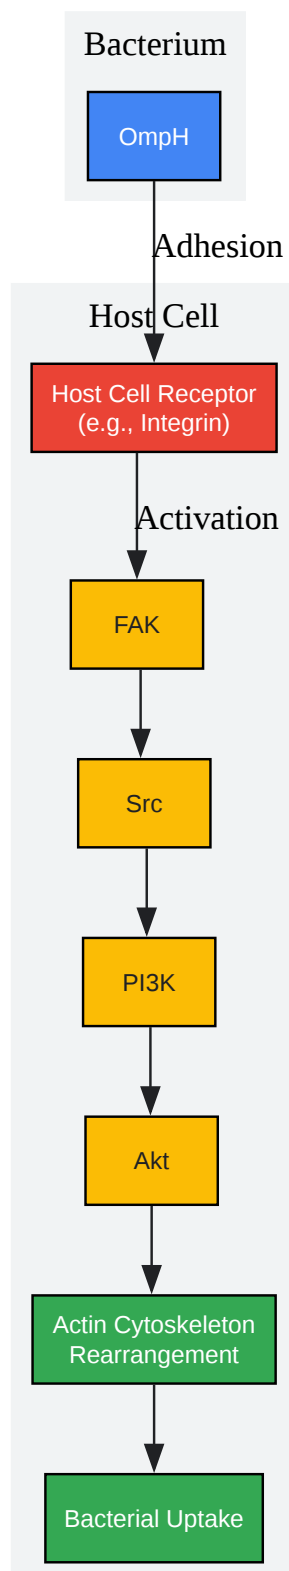 Bacterium
OmpH
Adhesion
Host Cell
Host Cell Receptor
(e.g., Integrin)
Activation
FAK
Src
PI3K
Akt
Actin Cytoskeleton
Rearrangement
Bacterial Uptake